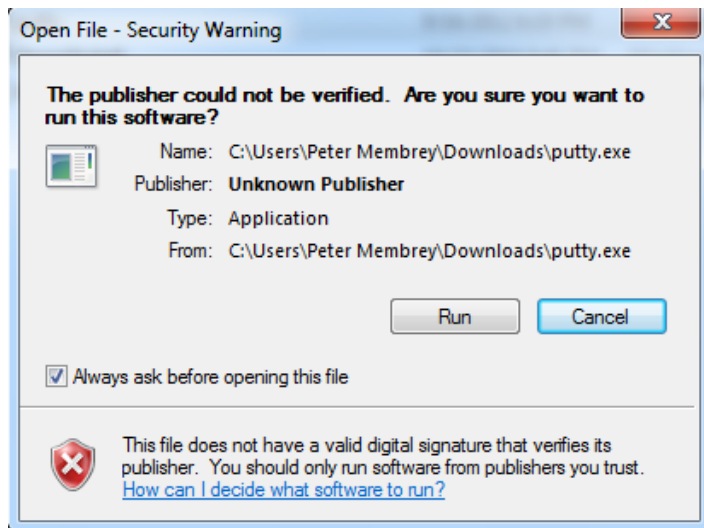 Open File - Security Warning
The publisher could not be verified.  Are you sure you want to
run this software?
Name: C:\Users\Peter Membrey\Downloads\putty.exe
Publisher: Unknown Publisher
Type: Application
From: C:\Users\Peter Membrey\Downloads\putty.exe
Run Cancel
Always ask before opening this file
This file does not have a valid digital signature that verifies its
publisher.  You should only run software from publishers you trust.
How can I decide what software to run?